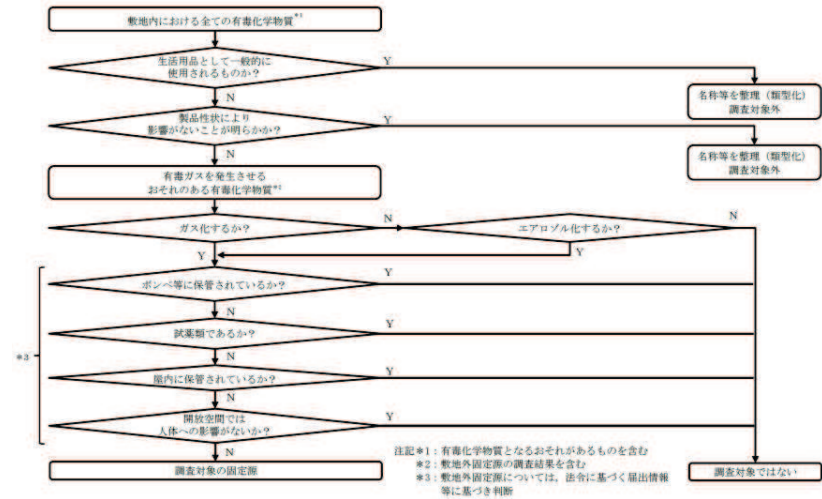 敷地内における全ての有毒化学物質*¹
生活用品として一般的に
使用されるものか?
Y
N
名称等を整理（類型化）
調査対象外
製品性状により
影響がないことが明らかか?
Y
N
名称等を整理（類型化）
調査対象外
有毒ガスを発生させる
おそれのある有毒化学物質*¹
ガス化するか?
N
エアロゾル化するか?
N
Y
Y
ボンベ等に保管されているか?
Y
N
試薬類であるか?
Y
*3
N
屋内に保管されているか?
Y
N
開放空間では
人体への影響がないか?
Y
N
調査対象の固定源
注記*1：有毒化学物質となるおそれがあるものを含む
*2：敷地外固定源の調査結果を含む
*3：敷地外固定源については、法令に基づく届出情報
等に基づき判断
調査対象ではない